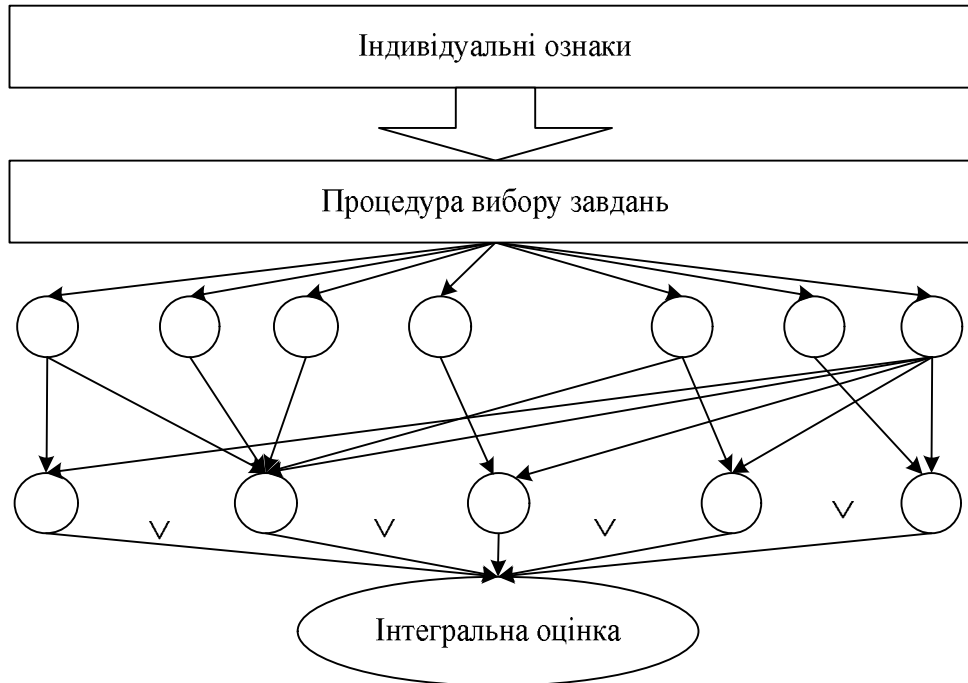 Індивідуальні ознаки
Процедура вибору завдань
∨ ∨ ∨ ∨
Інтегральна оцінка